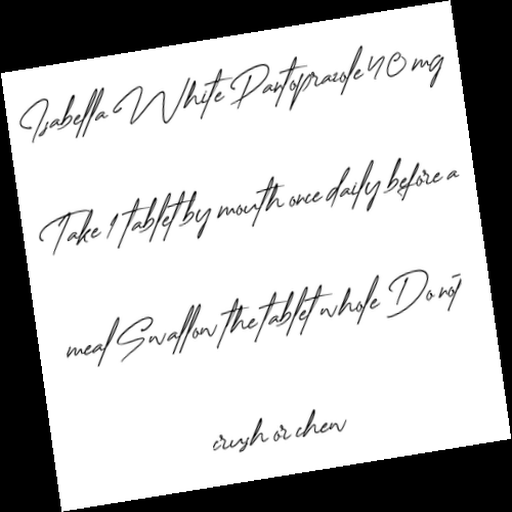 Isabella White Pantoprazole 40 mg
Take 1 tablet by mouth once daily before a
meal Swallow the tablet whole Do not
crush or chew